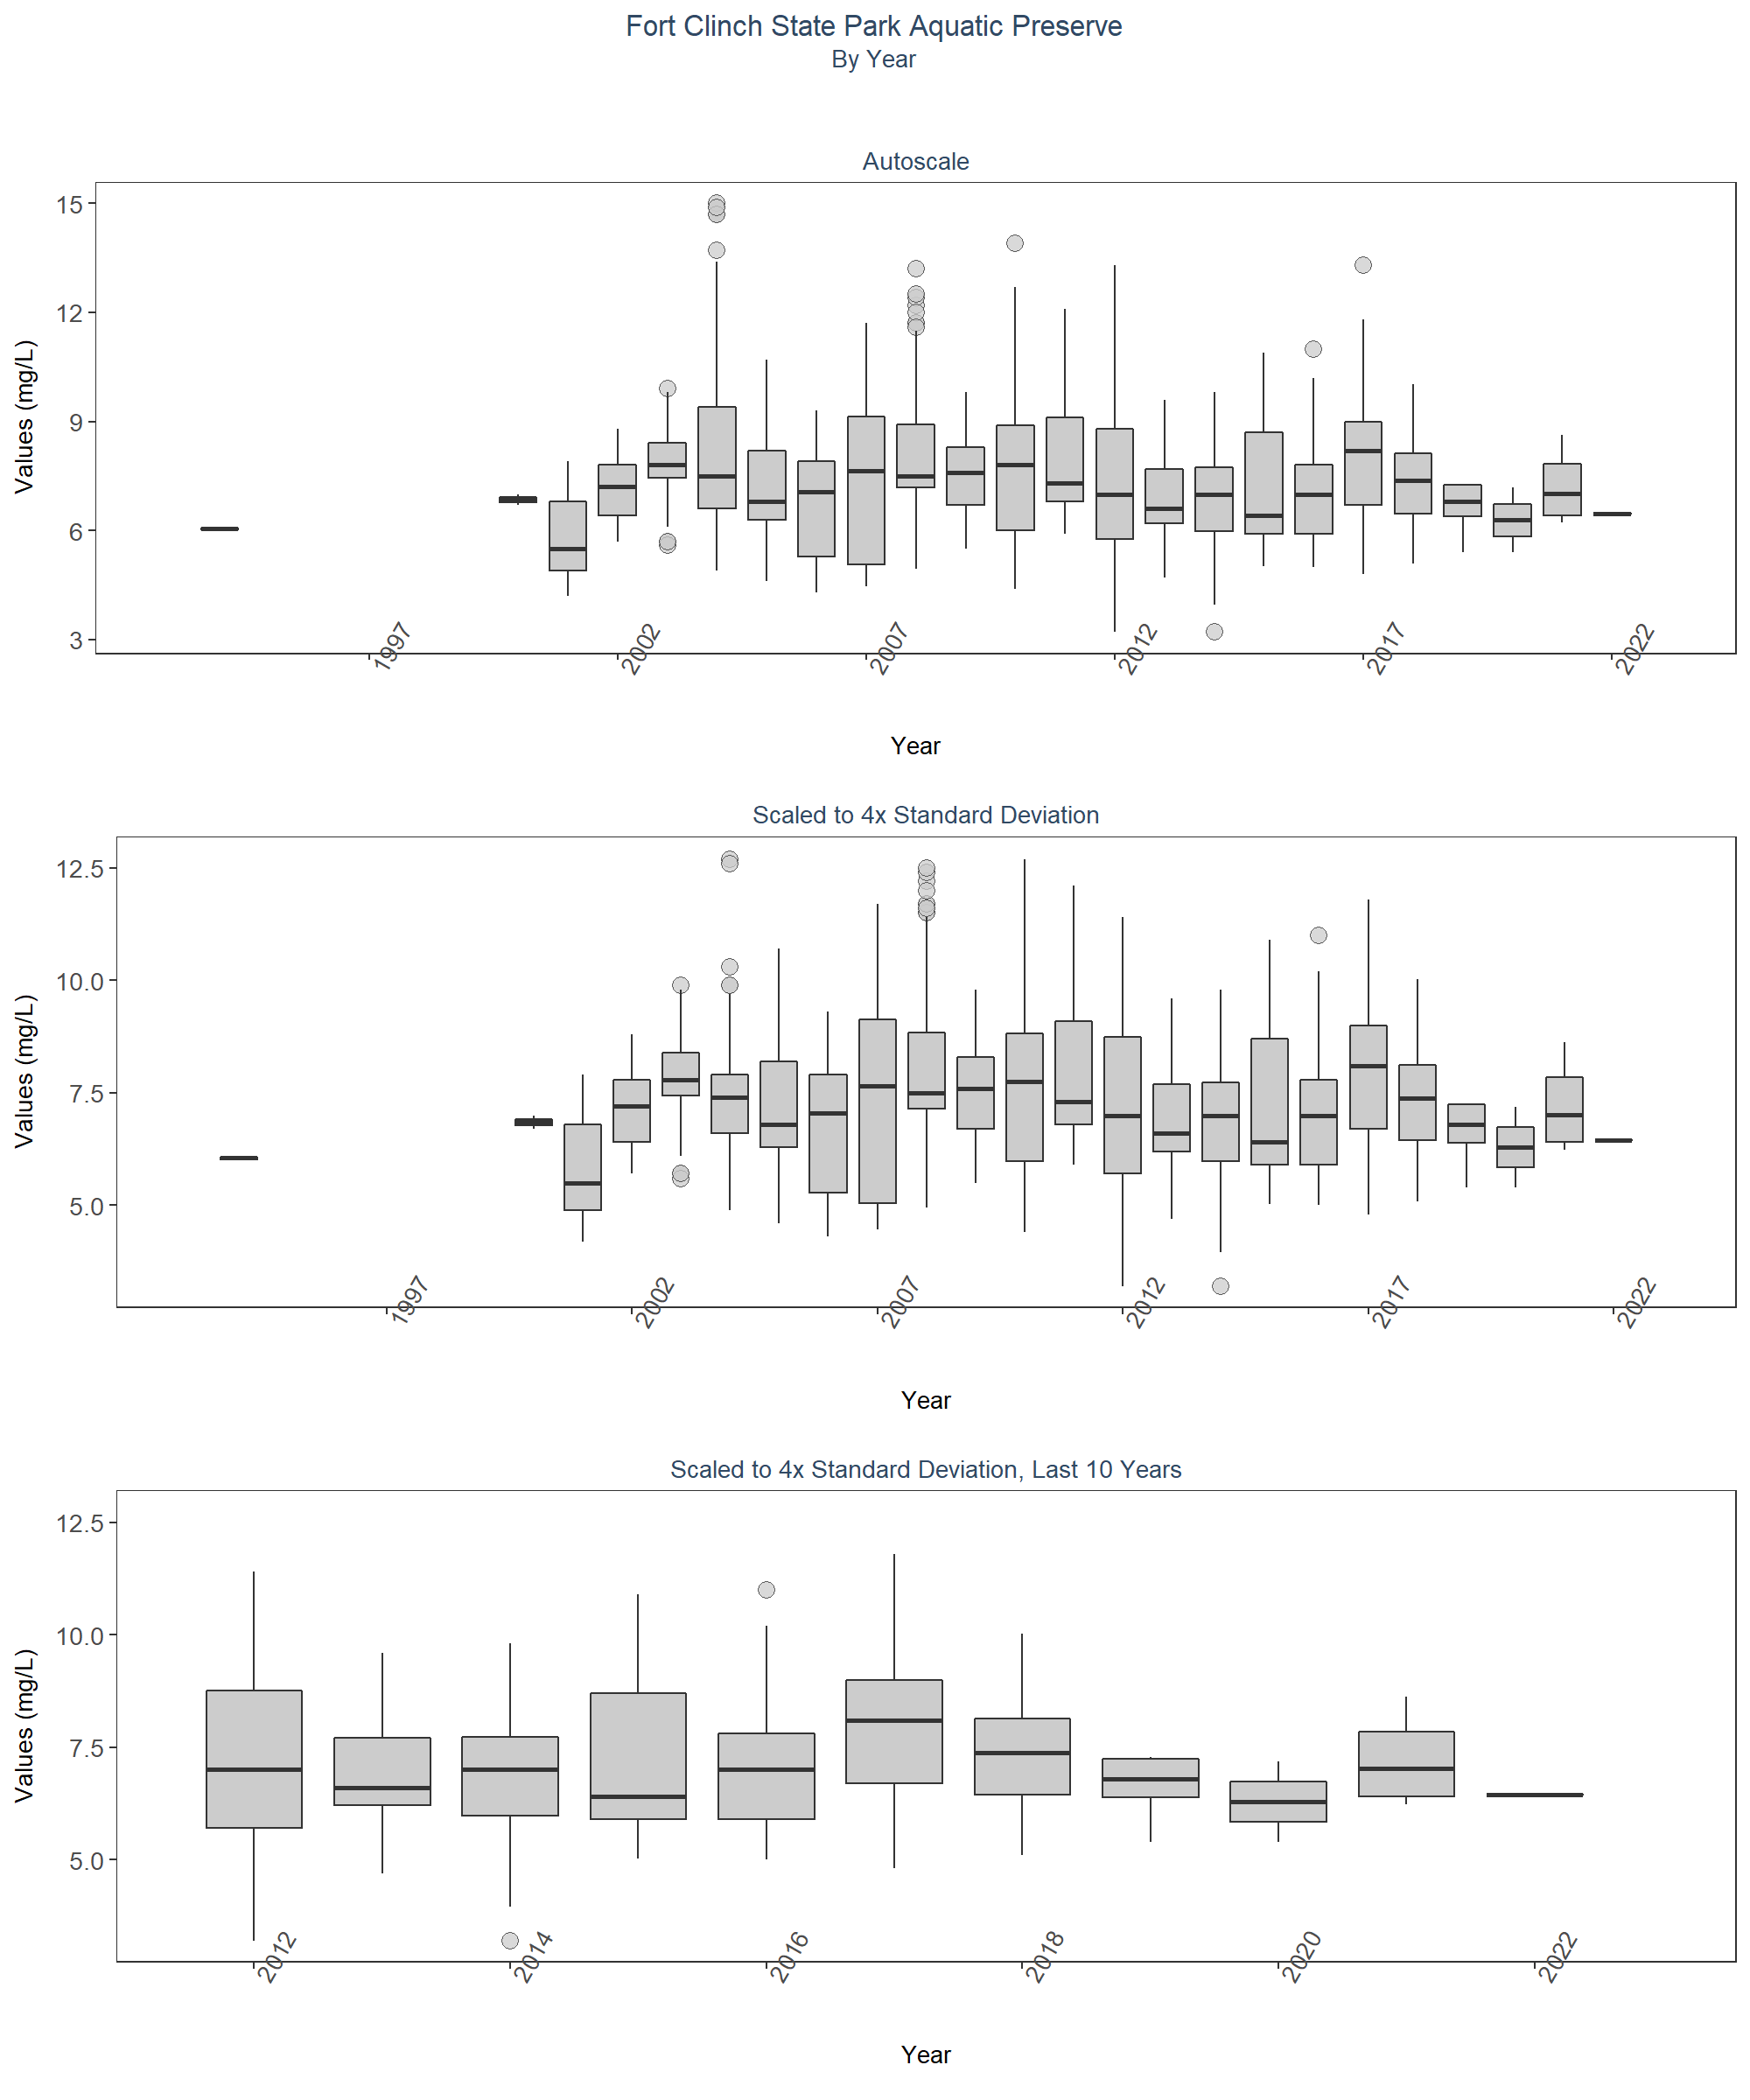 Fort Clinch State Park Aquatic Preserve
By Year
Autoscale
Values (mg/L)
15
12
9
6
3
1997
2002
2007
2012
2017
2022
Year
Scaled to 4x Standard Deviation
Values (mg/L)
12.5
10.0
7.5
5.0
1997
2002
2007
2012
2017
2022
Year
Scaled to 4x Standard Deviation, Last 10 Years
Values (mg/L)
12.5
10.0
7.5
5.0
2012
2014
2016
2018
2020
2022
Year